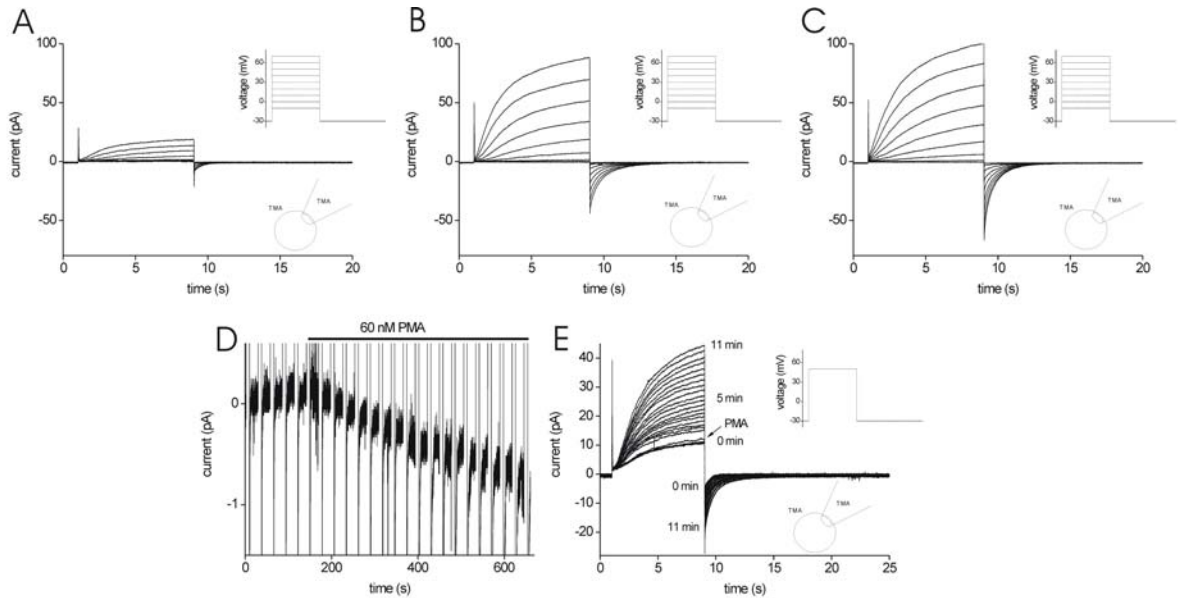 A
100
50
0
-50
current (pA)
0 5 10 15 20
time (s)
voltage (mV)
60
30
0
-30
TMA TMA
B
100
50
0
-50
current (pA)
0 5 10 15 20
time (s)
voltage (mV)
60
30
0
-30
TMA TMA
C
100
50
0
-50
current (pA)
0 5 10 15 20
time (s)
voltage (mV)
60
30
0
-30
TMA TMA
D
60 nM PMA
0
-1
current (pA)
0 200 400 600
time (s)
E
40
30
20
10
0
-10
-20
current (pA)
0 5 10 15 20 25
time (s)
11 min
5 min
PMA
0 min
0 min
11 min
voltage (mV)
60
30
0
-30
TMA TMA